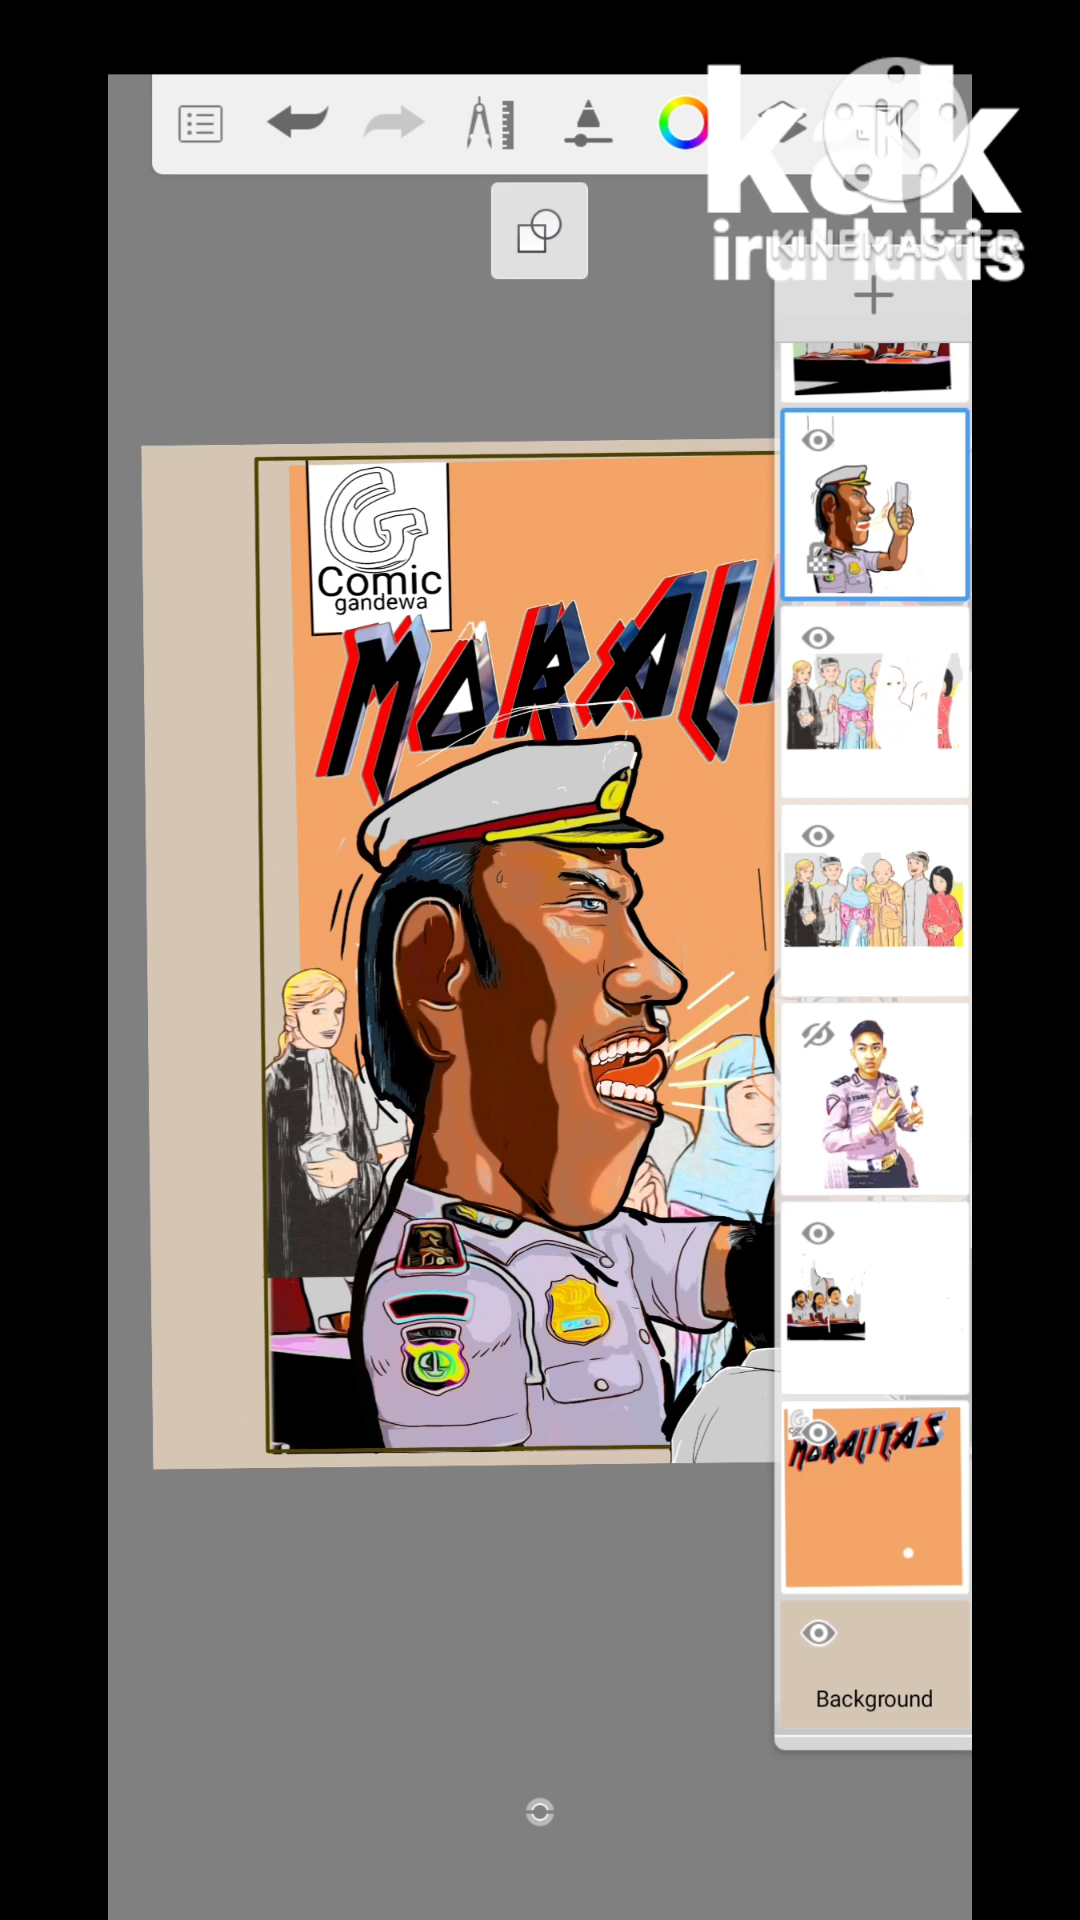 kak
KINEMASTER
irul lukis
G
Comic
gandewa
MORALI
MORALITAS
Background